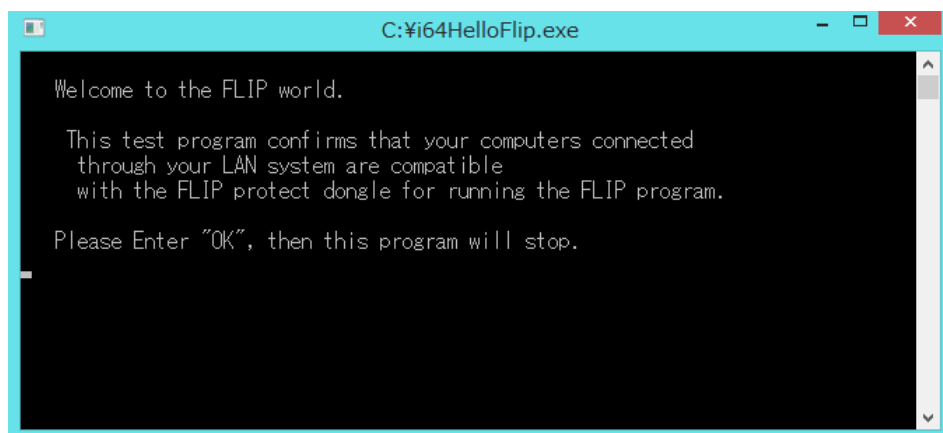 C:¥i64HelloFlip.exe
Welcome to the FLIP world.
This test program confirms that your computers connected
through your LAN system are compatible
with the FLIP protect dongle for running the FLIP program.
Please Enter "OK", then this program will stop.